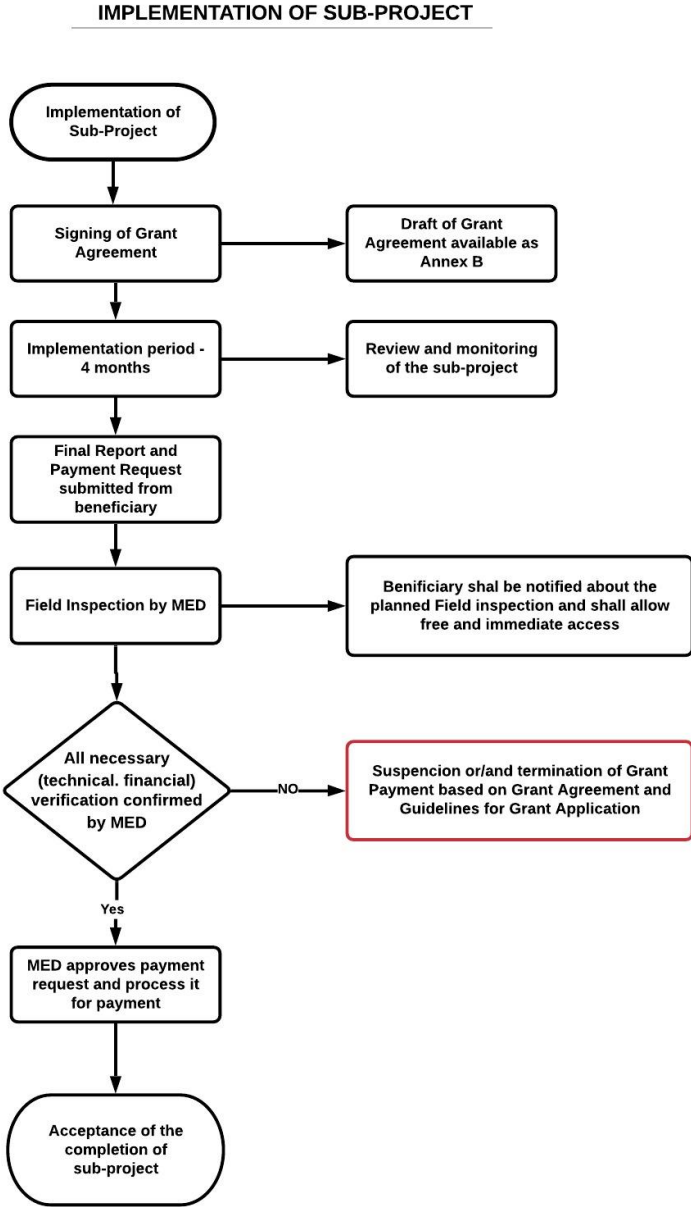 IMPLEMENTATION OF SUB-PROJECT
Implementation of
Sub-Project
Signing of Grant
Agreement
Draft of Grant
Agreement available as
Annex B
Implementation period -
4 months
Review and monitoring
of the sub-project
Final Report and
Payment Request
submitted from
beneficiary
Field Inspection by MED
Benificiary shal be notified about the
planned Field inspection and shall allow
free and immediate access
All necessary
(technical. financial)
verification confirmed
by MED
NO
Suspencion or/and termination of Grant
Payment based on Grant Agreement and
Guidelines for Grant Application
Yes
MED approves payment
request and process it
for payment
Acceptance of the
completion of
sub-project